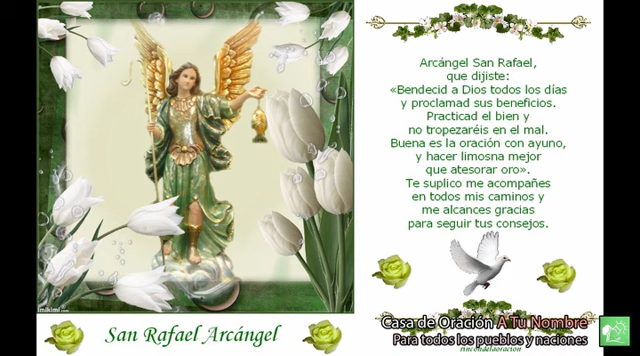 Arcángel San Rafael,
que dijiste:
«Bendecid a Dios todos los días
y proclamad sus beneficios.
Practicad el bien y
no tropezaréis en el mal.
Buena es la oración con ayuno,
y hacer limosna mejor
que atesorar oro».
Te suplico me acompañes
en todos mis caminos y
me alcances gracias
para seguir tus consejos.
mikimi.com
San Rafael Arcángel
Casa de Oración A Tu Nombre
Para todos los pueblos y naciones
rincondelaoracion